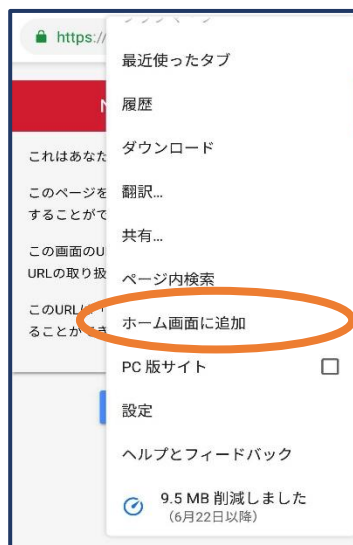 https://
最近使ったタブ
履歴
ダウンロード
翻訳...
共有...
ページ内検索
ホーム画面に追加
PC 版サイト
設定
ヘルプとフィードバック
9.5 MB 削減しました
(6月22日以降)
N
これはあなた
このページを
することがで
この画面のU
URLの取り扱
このURL
ることができ